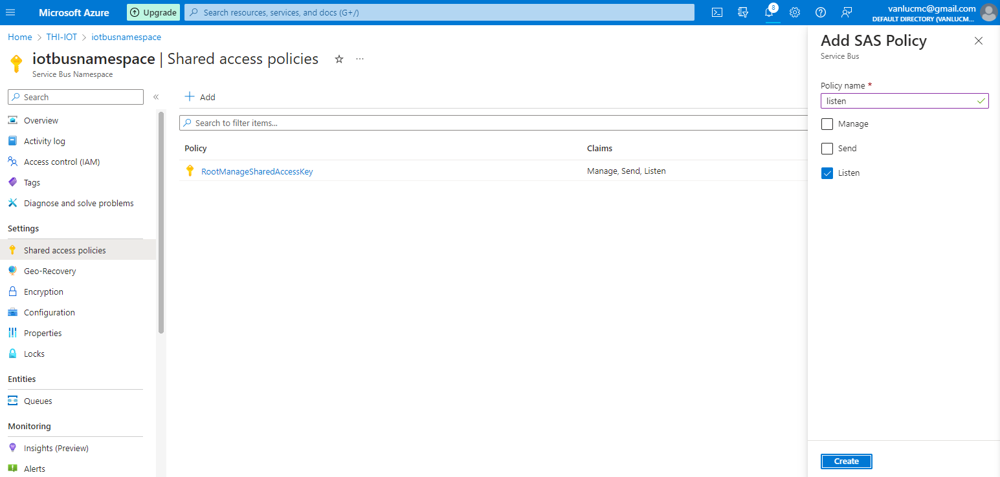 Microsoft Azure
Upgrade
Search resources, services, and docs (G+/)
8
vanlucmc@gmail.com
DEFAULT DIRECTORY (VANLUCM...
Home > THI-IOT > iotbusnamespace
iotbusnamespace | Shared access policies
...
Service Bus Namespace
Search
«
Overview
Activity log
Access control (IAM)
Tags
Diagnose and solve problems
Settings
Shared access policies
Geo-Recovery
Encryption
Configuration
Properties
Locks
Entities
Queues
Monitoring
Insights (Preview)
Alerts
+ Add
Search to filter items...
Policy Claims
RootManageSharedAccessKey Manage, Send, Listen
Add SAS Policy
Service Bus
Policy name *
listen
Manage
Send
Listen
Create